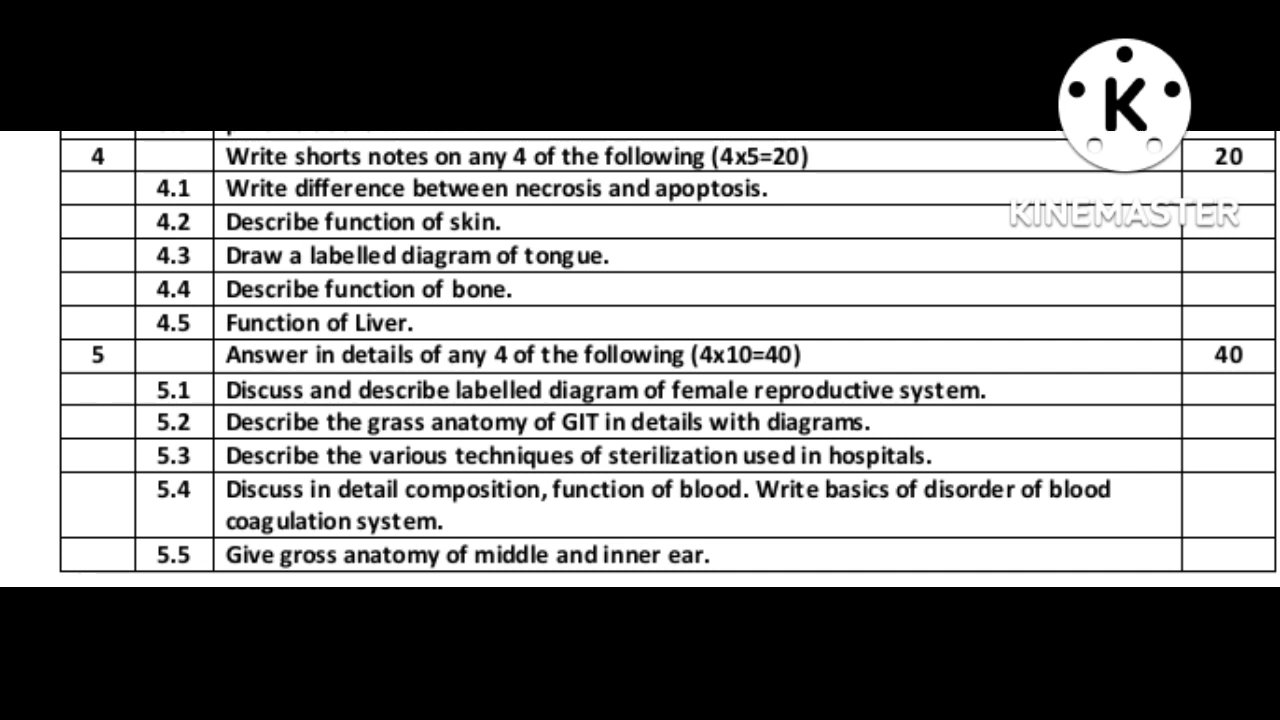 K
KINEMASTER
4 Write shorts notes on any 4 of the following (4x5=20) 20
4.1 Write difference between necrosis and apoptosis.
4.2 Describe function of skin.
4.3 Draw a labelled diagram of tongue.
4.4 Describe function of bone.
4.5 Function of Liver.
5 Answer in details of any 4 of the following (4x10=40) 40
5.1 Discuss and describe labelled diagram of female reproductive system.
5.2 Describe the grass anatomy of GIT in details with diagrams.
5.3 Describe the various techniques of sterilization used in hospitals.
5.4 Discuss in detail composition, function of blood. Write basics of disorder of blood
coagulation system.
5.5 Give gross anatomy of middle and inner ear.